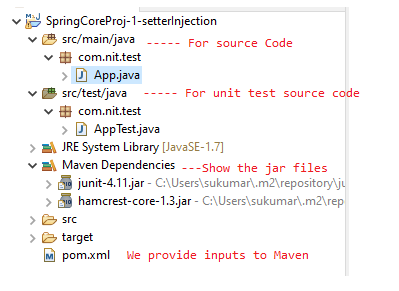 SpringCoreProj-1-setterInjection
src/main/java ----- For source Code
com.nit.test
App.java
src/test/java ----- For unit test source code
com.nit.test
AppTest.java
JRE System Library [JavaSE-1.7]
Maven Dependencies ---Show the jar files
junit-4.11.jar - C:\Users\sukumar\.m2\repository\ju
hamcrest-core-1.3.jar - C:\Users\sukumar\.m2\rep
src
target
pom.xml We provide inputs to Maven